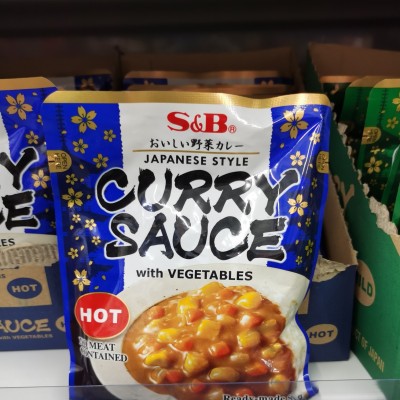 S&B®
おいしい野菜カレー
JAPANESE STYLE
CURRY
SAUCE
with VEGETABLES
HOT
MEAT
CONTAINED
HOT
HOT
SAUCE